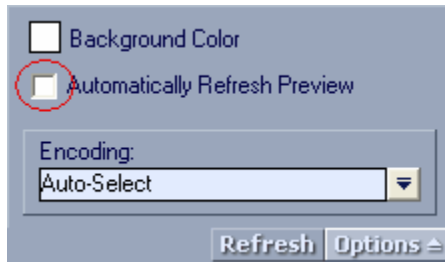 Background Color
Automatically Refresh Preview
Encoding:
Auto-Select
Refresh Options